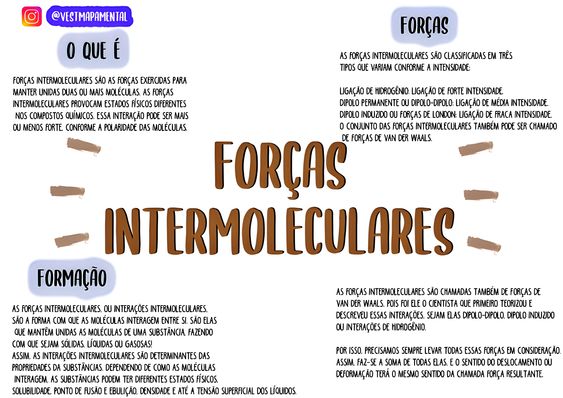 @VESTMAPAMENTAL
O QUE É
FORÇAS INTERMOLECULARES SÃO AS FORÇAS EXERCIDAS PARA
MANTER UNIDAS DUAS OU MAIS MOLÉCULAS. AS FORÇAS
INTERMOLECULARES PROVOCAM ESTADOS FÍSICOS DIFERENTES
NOS COMPOSTOS QUÍMICOS. ESSA INTERAÇÃO PODE SER MAIS
OU MENOS FORTE, CONFORME A POLARIDADE DAS MOLÉCULAS.
FORÇAS
AS FORÇAS INTERMOLECULARES SÃO CLASSIFICADAS EM TRÊS
TIPOS QUE VARIAM CONFORME A INTENSIDADE:
LIGAÇÃO DE HIDROGÊNIO: LIGAÇÃO DE FORTE INTENSIDADE.
DIPOLO PERMANENTE OU DIPOLO-DIPOLO: LIGAÇÃO DE MÉDIA INTENSIDADE.
DIPOLO INDUZIDO OU FORÇAS DE LONDON: LIGAÇÃO DE FRACA INTENSIDADE.
O CONJUNTO DAS FORÇAS INTERMOLECULARES TAMBÉM PODE SER CHAMADO
DE FORÇAS DE VAN DER WAALS.
FORÇAS
INTERMOLECULARES
FORMAÇÃO
AS FORÇAS INTERMOLECULARES, OU INTERAÇÕES INTERMOLECULARES,
SÃO A FORMA COM QUE AS MOLÉCULAS INTERAGEM ENTRE SI. SÃO ELAS
QUE MANTÊM UNIDAS AS MOLÉCULAS DE UMA SUBSTÂNCIA, FAZENDO
COM QUE SEJAM SÓLIDAS, LÍQUIDAS OU GASOSAS!
ASSIM, AS INTERAÇÕES INTERMOLECULARES SÃO DETERMINANTES DAS
PROPRIEDADES DA SUBSTÂNCIAS. DEPENDENDO DE COMO AS MOLÉCULAS
INTERAGEM, AS SUBSTÂNCIAS PODEM TER DIFERENTES ESTADOS FÍSICOS,
SOLUBILIDADE, PONTO DE FUSÃO E EBULIÇÃO, DENSIDADE E ATÉ A TENSÃO SUPERFICIAL DOS LÍQUIDOS.
AS FORÇAS INTERMOLECULARES SÃO CHAMADAS TAMBÉM DE FORÇAS DE
VAN DER WAALS, POIS FOI ELE O CIENTISTA QUE PRIMEIRO TEORIZOU E
DESCREVEU ESSAS INTERAÇÕES, SEJAM ELAS DIPOLO-DIPOLO, DIPOLO INDUZIDO
OU INTERAÇÕES DE HIDROGÊNIO.
POR ISSO, PRECISAMOS SEMPRE LEVAR TODAS ESSAS FORÇAS EM CONSIDERAÇÃO.
ASSIM, FAZ-SE A SOMA DE TODAS ELAS, E O SENTIDO DO DESLOCAMENTO OU
DEFORMAÇÃO TERÁ O MESMO SENTIDO DA CHAMADA FORÇA RESULTANTE.